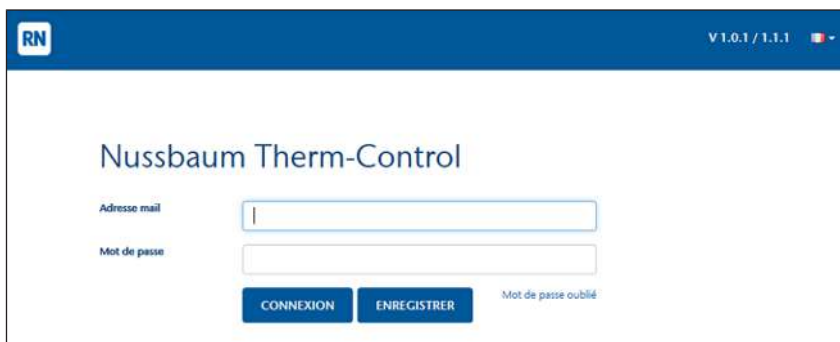 RN
V 1.0.1 / 1.1.1
Nussbaum Therm-Control
Adresse mail
Mot de passe
CONNEXION ENREGISTRER Mot de passe oublié